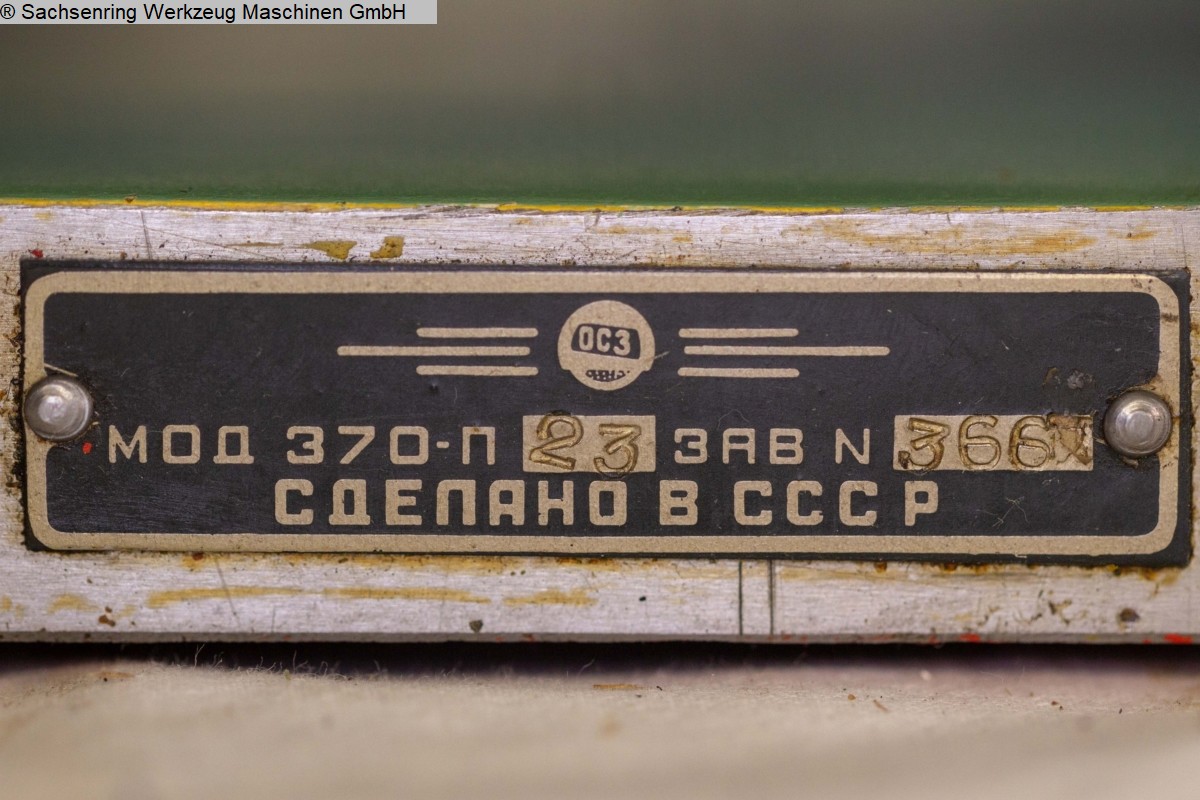 ® Sachsenring Werkzeug Maschinen GmbH
ОСЗ
МОД 370-П 23 ЗАВ N 366
СДЕЛАНО В СССР